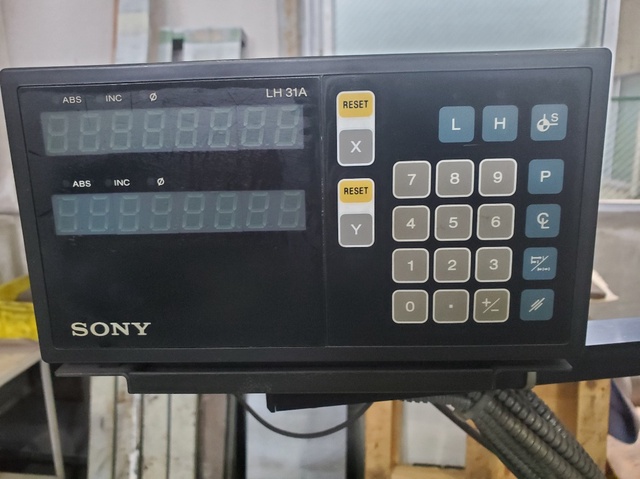 ABS INC Ø LH 31A
RESET
X
L H S
ABS INC Ø
RESET
Y
7 8 9 P
4 5 6 ℄
1 2 3
0 . +/-
SONY